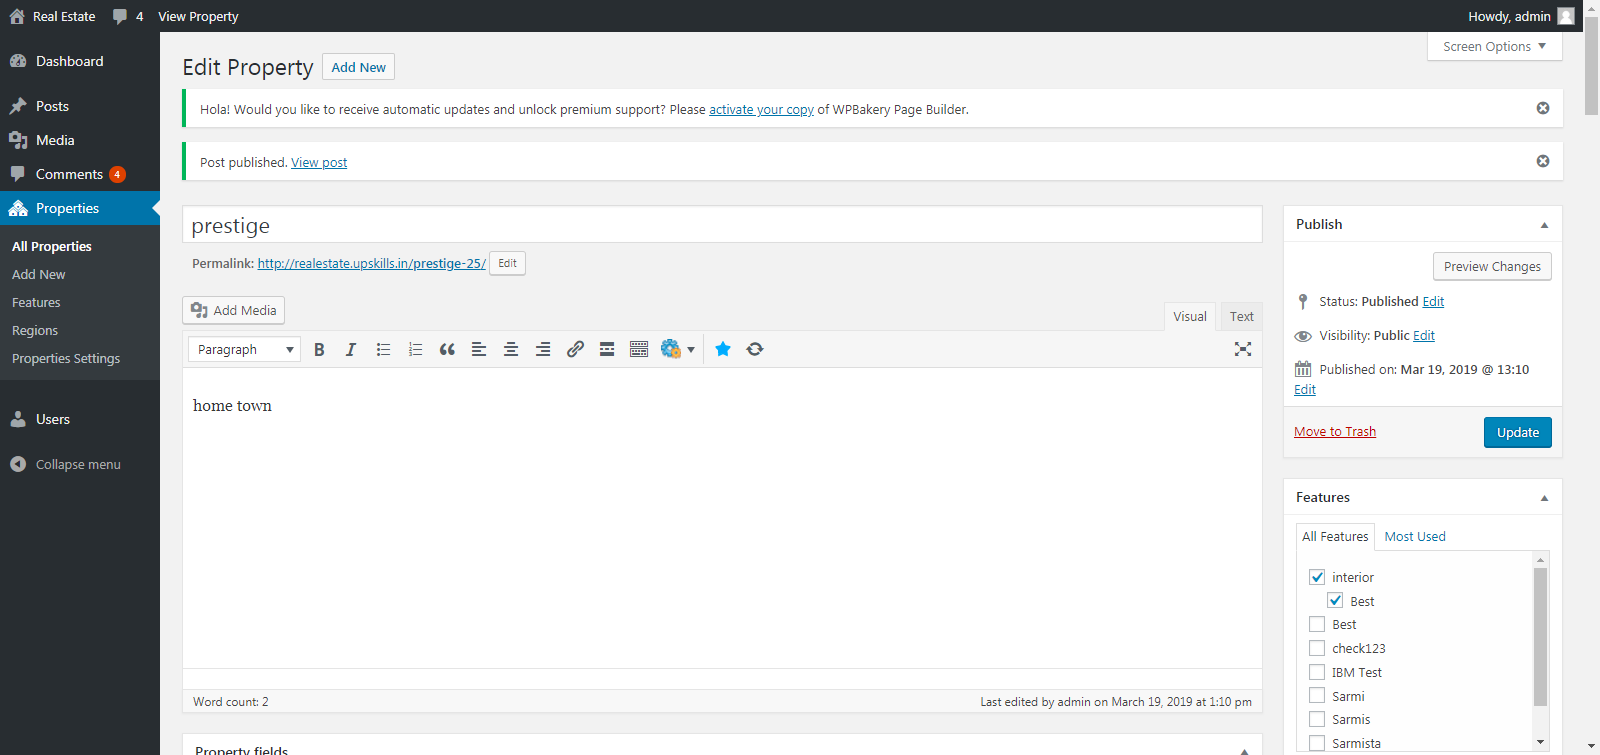 Real Estate 4 View Property Howdy, admin
Screen Options
Dashboard
Posts
Media
Comments 4
Properties
All Properties
Add New
Features
Regions
Properties Settings
Users
Collapse menu
Edit Property Add New
Hola! Would you like to receive automatic updates and unlock premium support? Please activate your copy of WPBakery Page Builder.
Post published. View post
prestige
Permalink: http://realestate.upskills.in/prestige-25/ Edit
Add Media
Visual Text
Paragraph B I
home town
Word count: 2 Last edited by admin on March 19, 2019 at 1:10 pm
Property fields
Publish
Preview Changes
Status: Published Edit
Visibility: Public Edit
Published on: Mar 19, 2019 @ 13:10
Edit
Move to Trash Update
Features
All Features Most Used
interior
Best
Best
check123
IBM Test
Sarmi
Sarmis
Sarmista